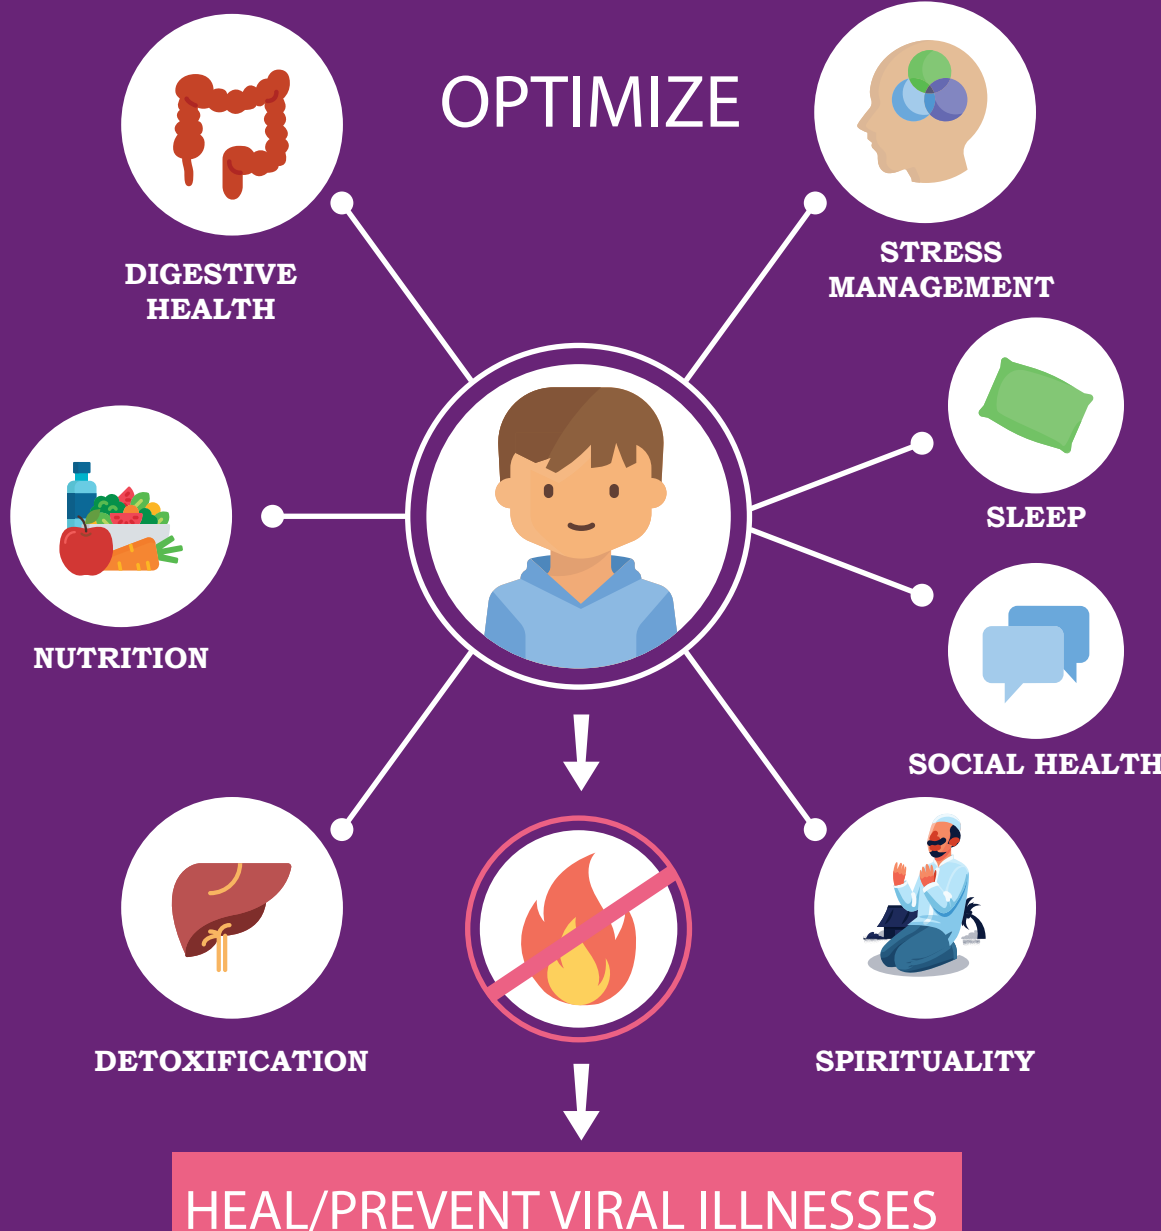 OPTIMIZE
DIGESTIVE
HEALTH
STRESS
MANAGEMENT
SLEEP
NUTRITION
SOCIAL HEALTH
DETOXIFICATION
SPIRITUALITY
HEAL/PREVENT VIRAL ILLNESSES